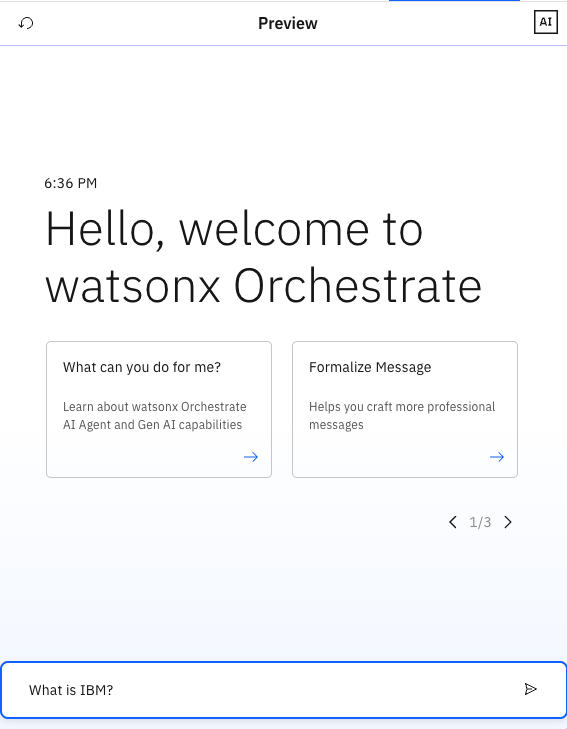 Preview
AI
6:36 PM
Hello, welcome to
watsonx Orchestrate
What can you do for me?
Learn about watsonx Orchestrate
AI Agent and Gen AI capabilities
Formalize Message
Helps you craft more professional
messages
1/3
What is IBM?